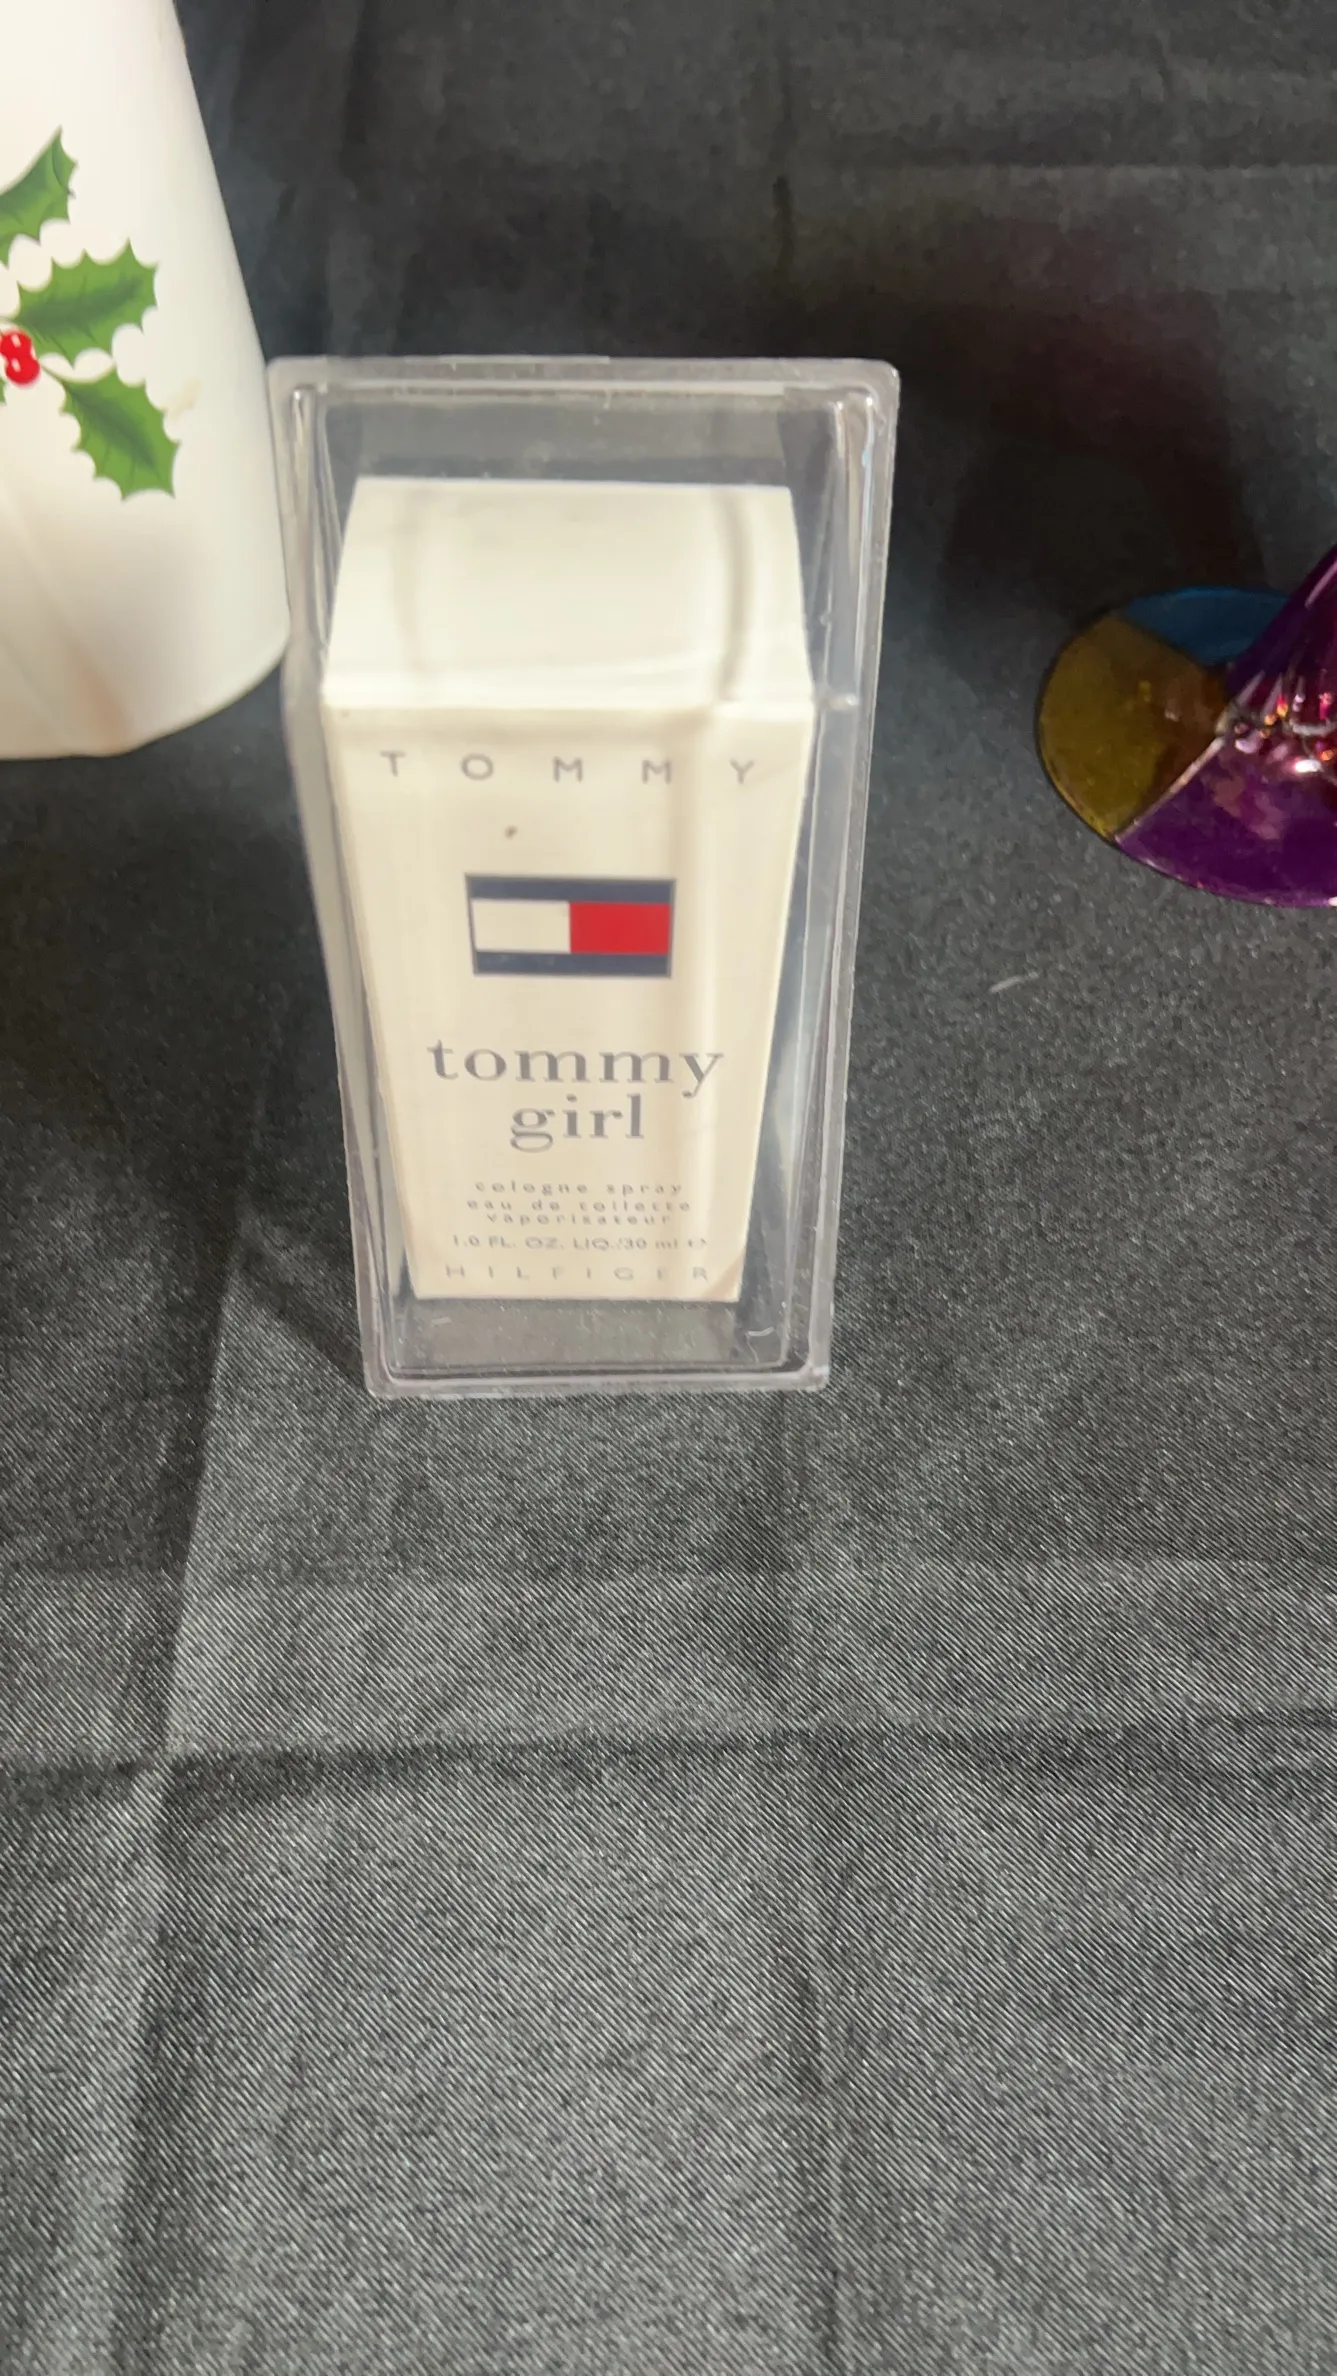 TOMMY
tommy
girl
cologne spray
eau de toilette
vaporisateur
1.0 FL. OZ. LIQ./30 ml ℮
HILFIGER